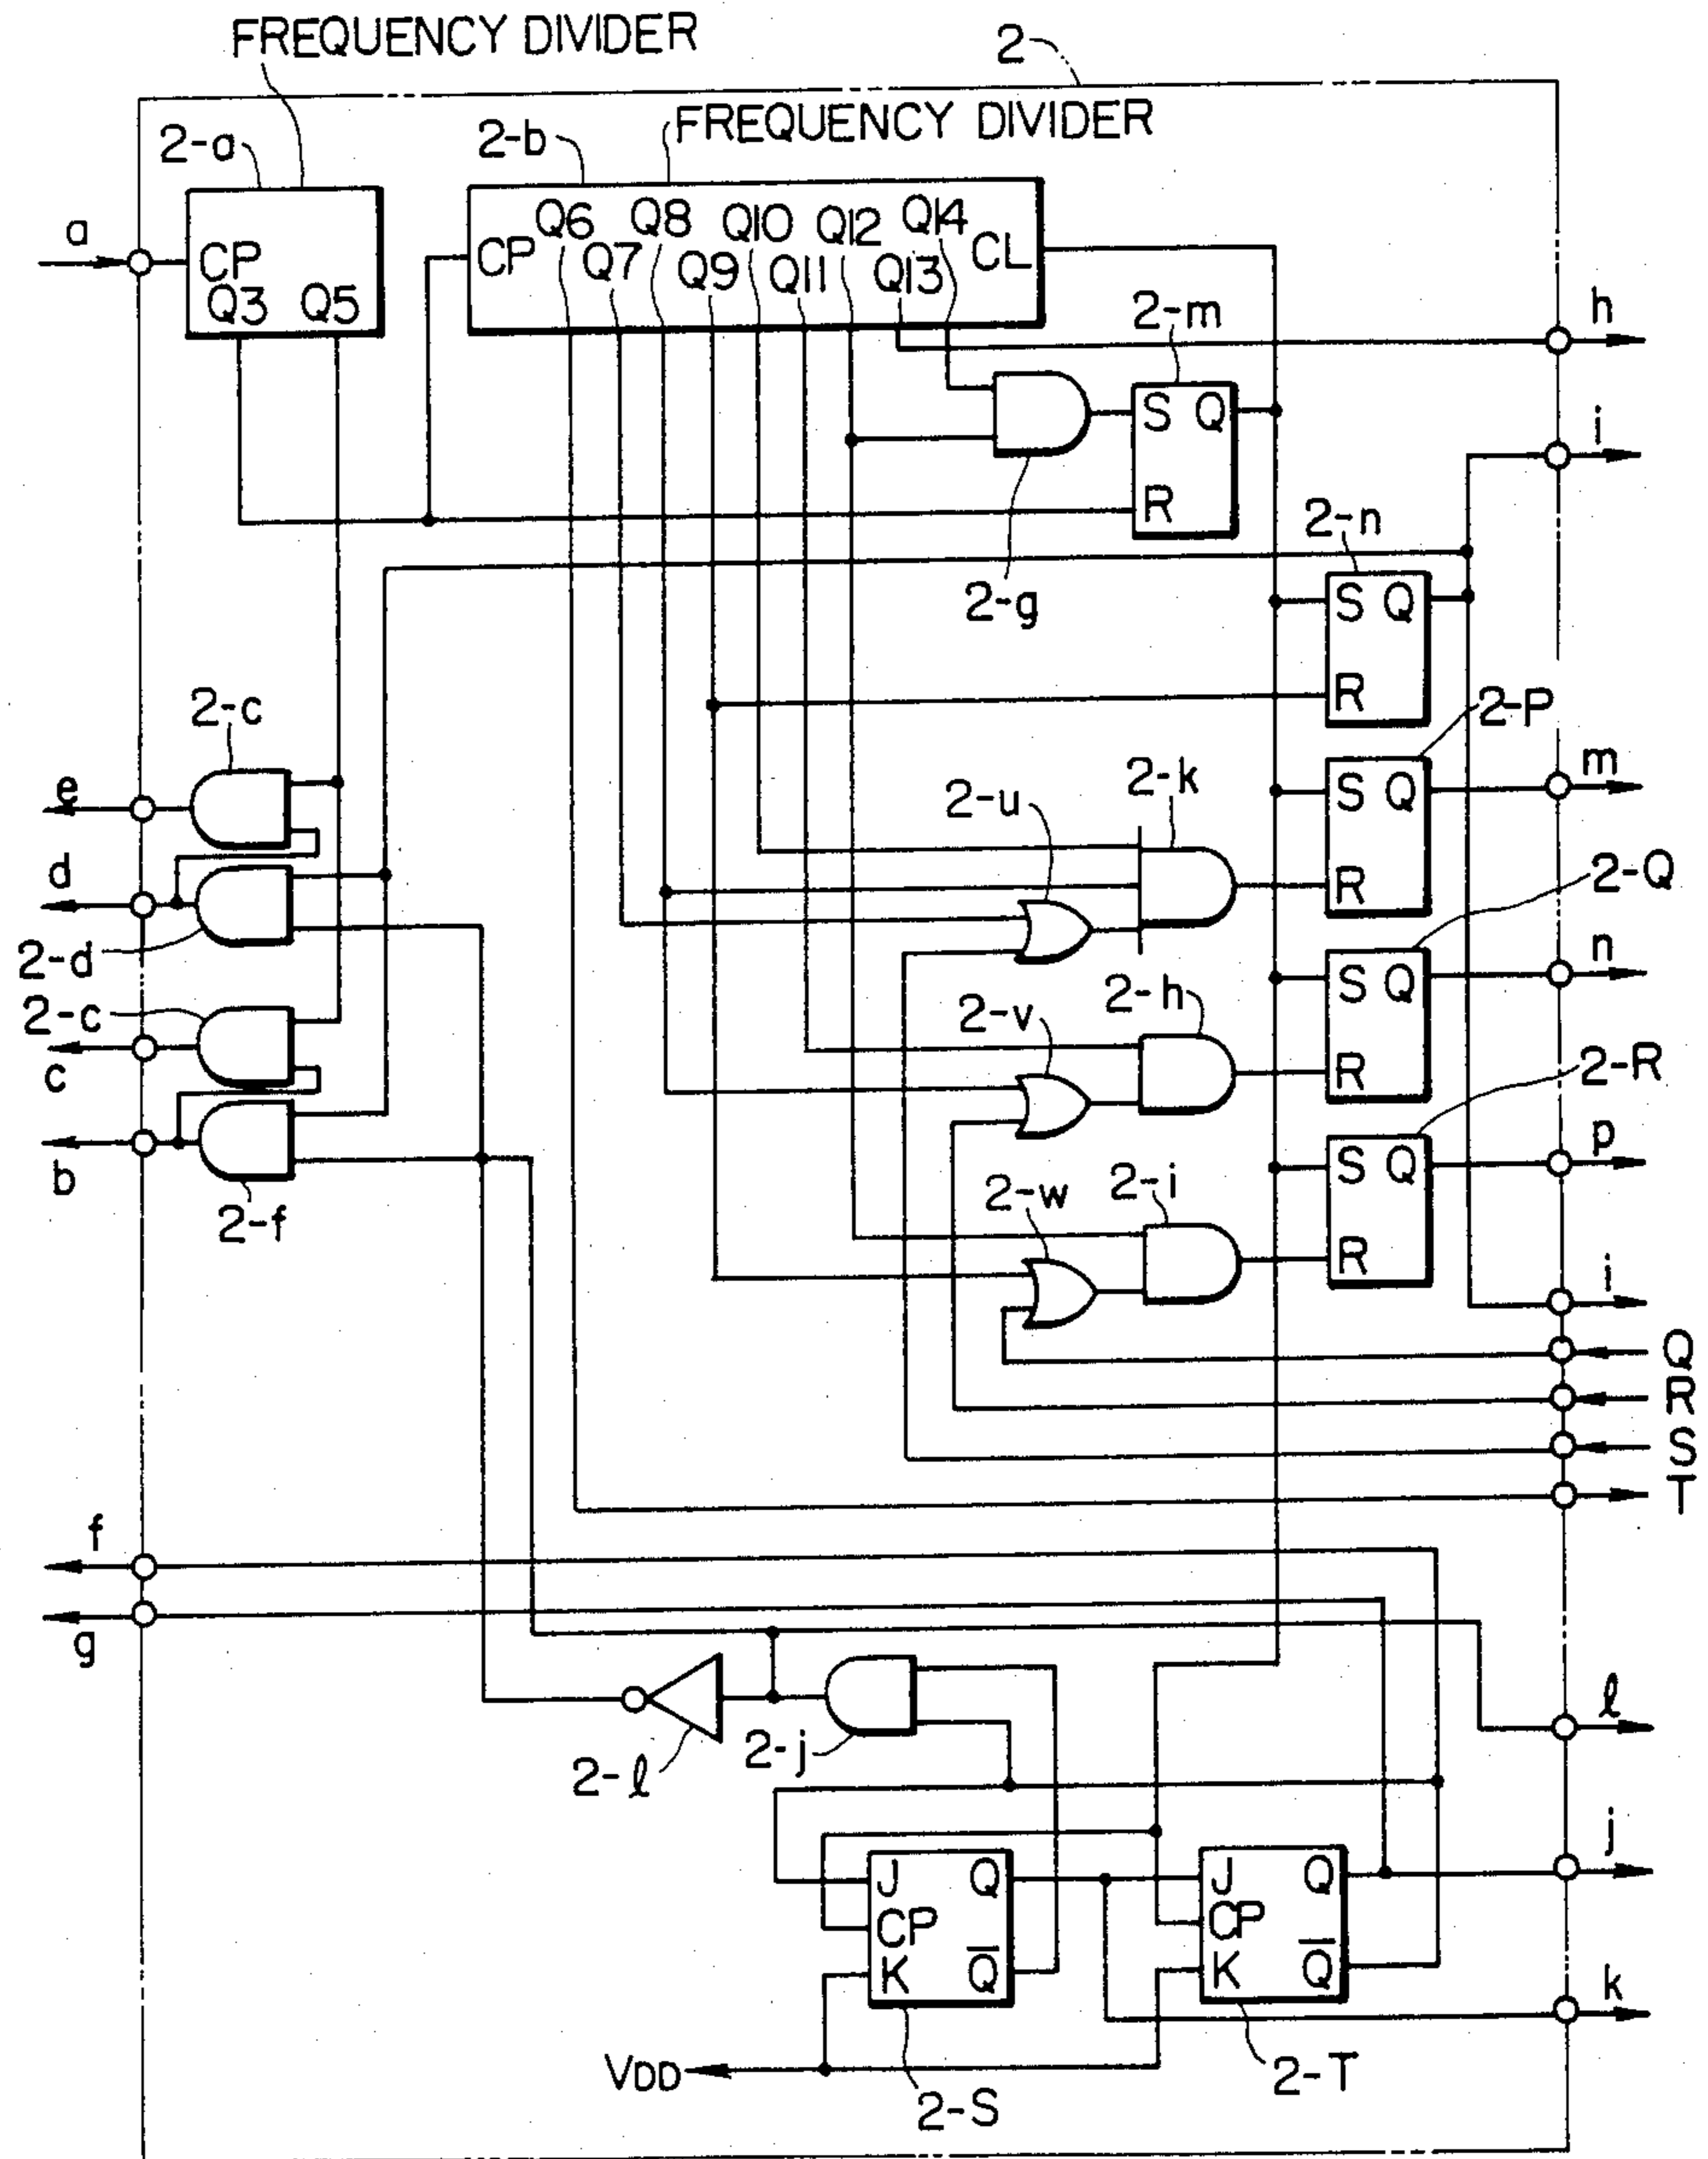 FREQUENCY DIVIDER
2
FREQUENCY DIVIDER
2-a
2-b
a
CP
Q3
Q5
CP
Q6
Q7
Q8
Q9
Q10
Q11
Q12
Q13
Q14
CL
2-m
h
S Q
R
i
2-g
2-n
S Q
R
2-c
e
d
2-d
2-c
c
b
2-f
2-P
m
2-k
2-u
S Q
R
2-Q
n
2-h
2-v
S Q
R
2-R
p
2-i
2-w
S Q
R
i
Q
R
S
T
f
g
ℓ
2-ℓ
2-j
j
J Q
CP
K Q̅
J Q
CP
K Q̅
k
VDD
2-S
2-T